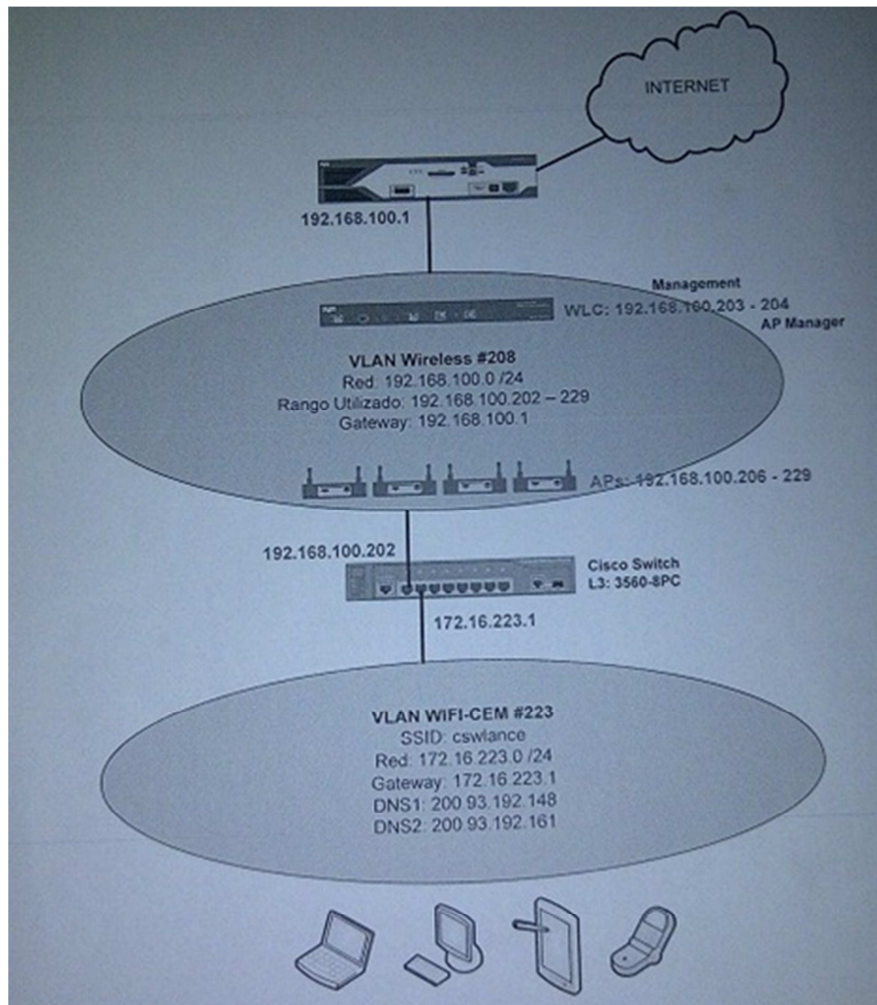 INTERNET
192.168.100.1
Management
WLC: 192.168.100.203 - 204
AP Manager
VLAN Wireless #208
Red: 192.168.100.0 /24
Rango Utilizado: 192.168.100.202 – 229
Gateway: 192.168.100.1
APs: 192.168.100.206 - 229
192.168.100.202
Cisco Switch
L3: 3560-8PC
172.16.223.1
VLAN WIFI-CEM #223
SSID: cswlance
Red: 172.16.223.0 /24
Gateway: 172.16.223.1
DNS1: 200.93.192.148
DNS2: 200.93.192.161